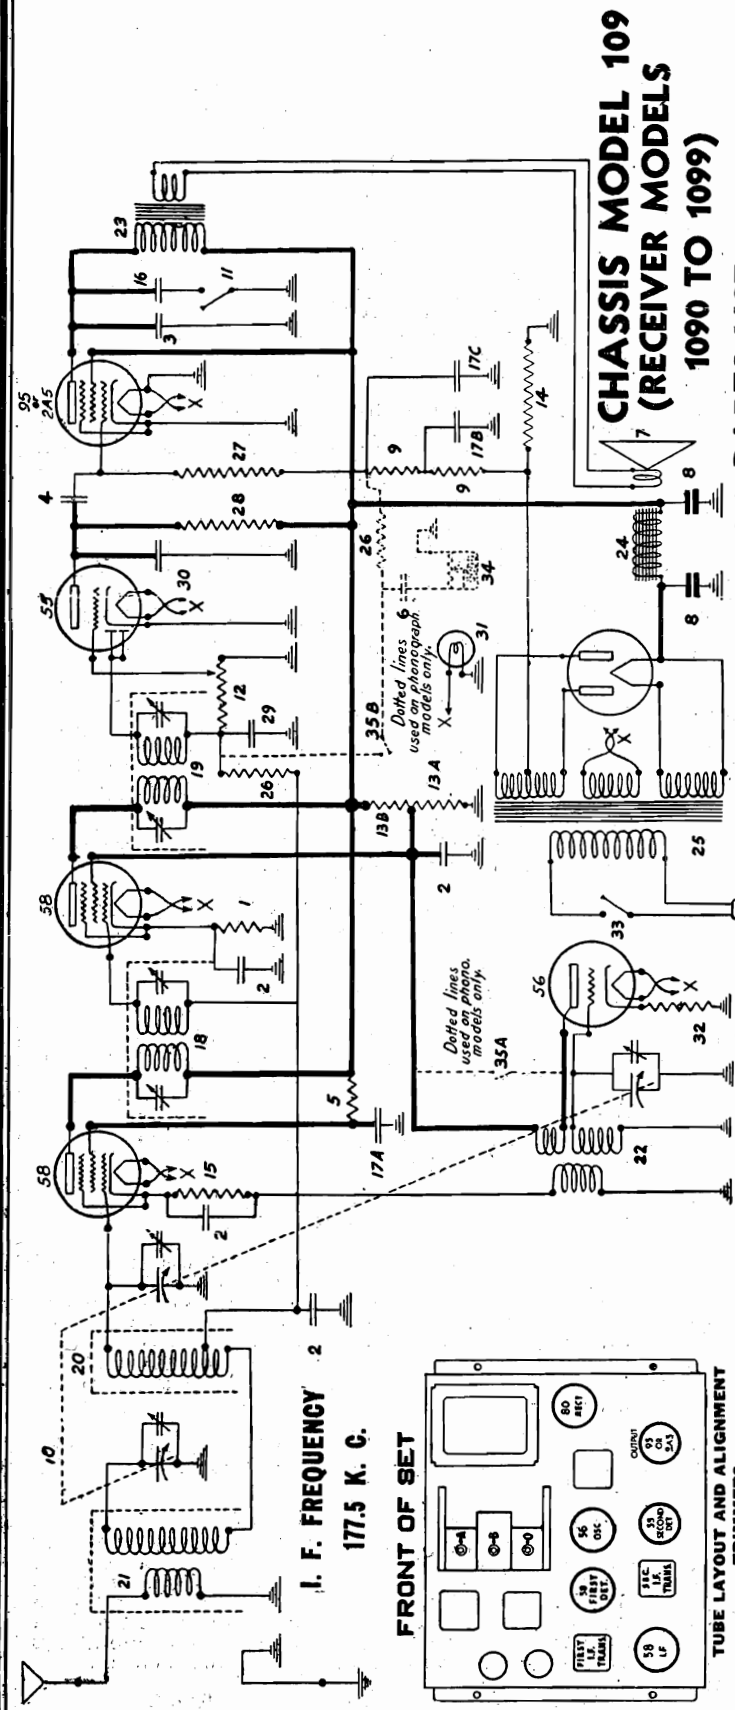 CHASSIS MODEL 109
(RECEIVER MODELS
1090 TO 1099)
58
58
55
95
or
2A5
56
10
20
21
18
19
15
2
2
1
2
2
5
17A
12
29
26
26
30
28
27
4
3
16
11
23
9
9
17B
17C
14
6
34
31
35B
35A
13A
13B
Dotted lines
used on phonograph
models only.
Dotted lines
used on phono.
models only.
X
X
X
X
X
X
X
7
8
8
24
25
33
32
22
I. F. FREQUENCY
177.5 K. C.
FRONT OF SET
80
RECT
OUTPUT
95
OR
2A5
A
B
O
56
OSC
55
SECOND
DET
58
FIRST
DET.
SEC.
I.F.
TRANS.
FIRST
I.F.
TRANS.
58
I.F
TUBE LAYOUT AND ALIGNMENT